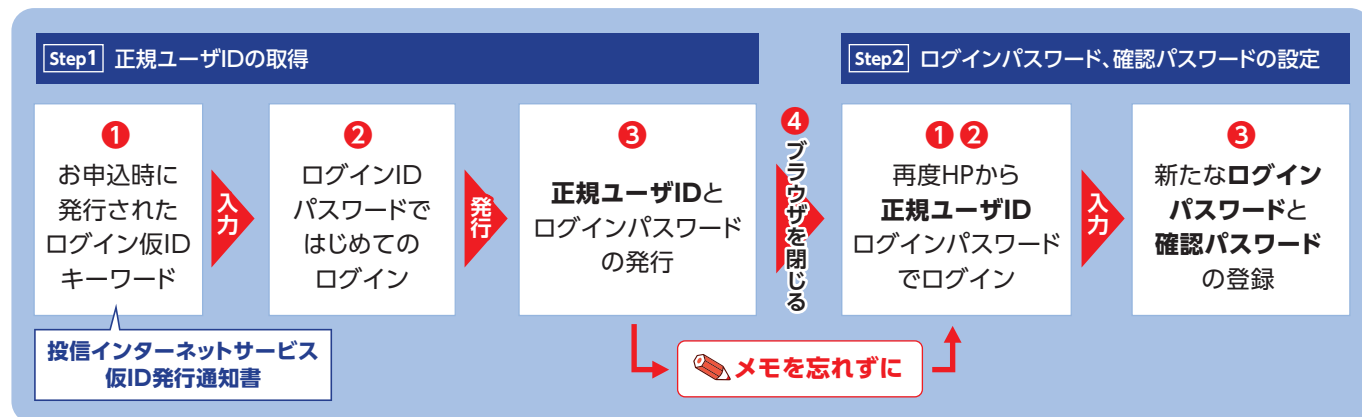 Step1 正規ユーザIDの取得
❶
お申込時に
発行された
ログイン仮ID
キーワード
投信インターネットサービス
仮ID発行通知書
入力
❷
ログインID
パスワードで
はじめての
ログイン
発行
❸
正規ユーザIDと
ログインパスワード
の発行
❹ブラウザを閉じる
メモを忘れずに
Step2 ログインパスワード、確認パスワードの設定
❶❷
再度HPから
正規ユーザID
ログインパスワード
でログイン
入力
❸
新たなログイン
パスワードと
確認パスワード
の登録